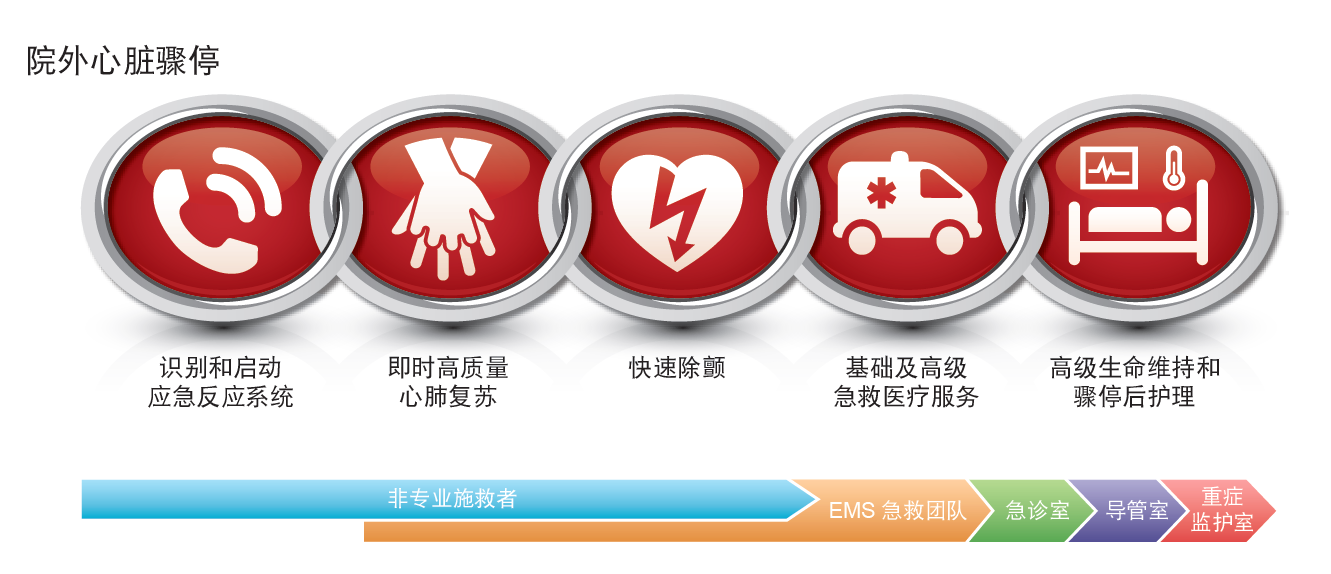 院外心脏骤停
识别和启动
应急反应系统
即时高质量
心肺复苏
快速除颤
基础及高级
急救医疗服务
高级生命维持和
骤停后护理
非专业施救者
EMS 急救团队
急诊室
导管室
重症
监护室